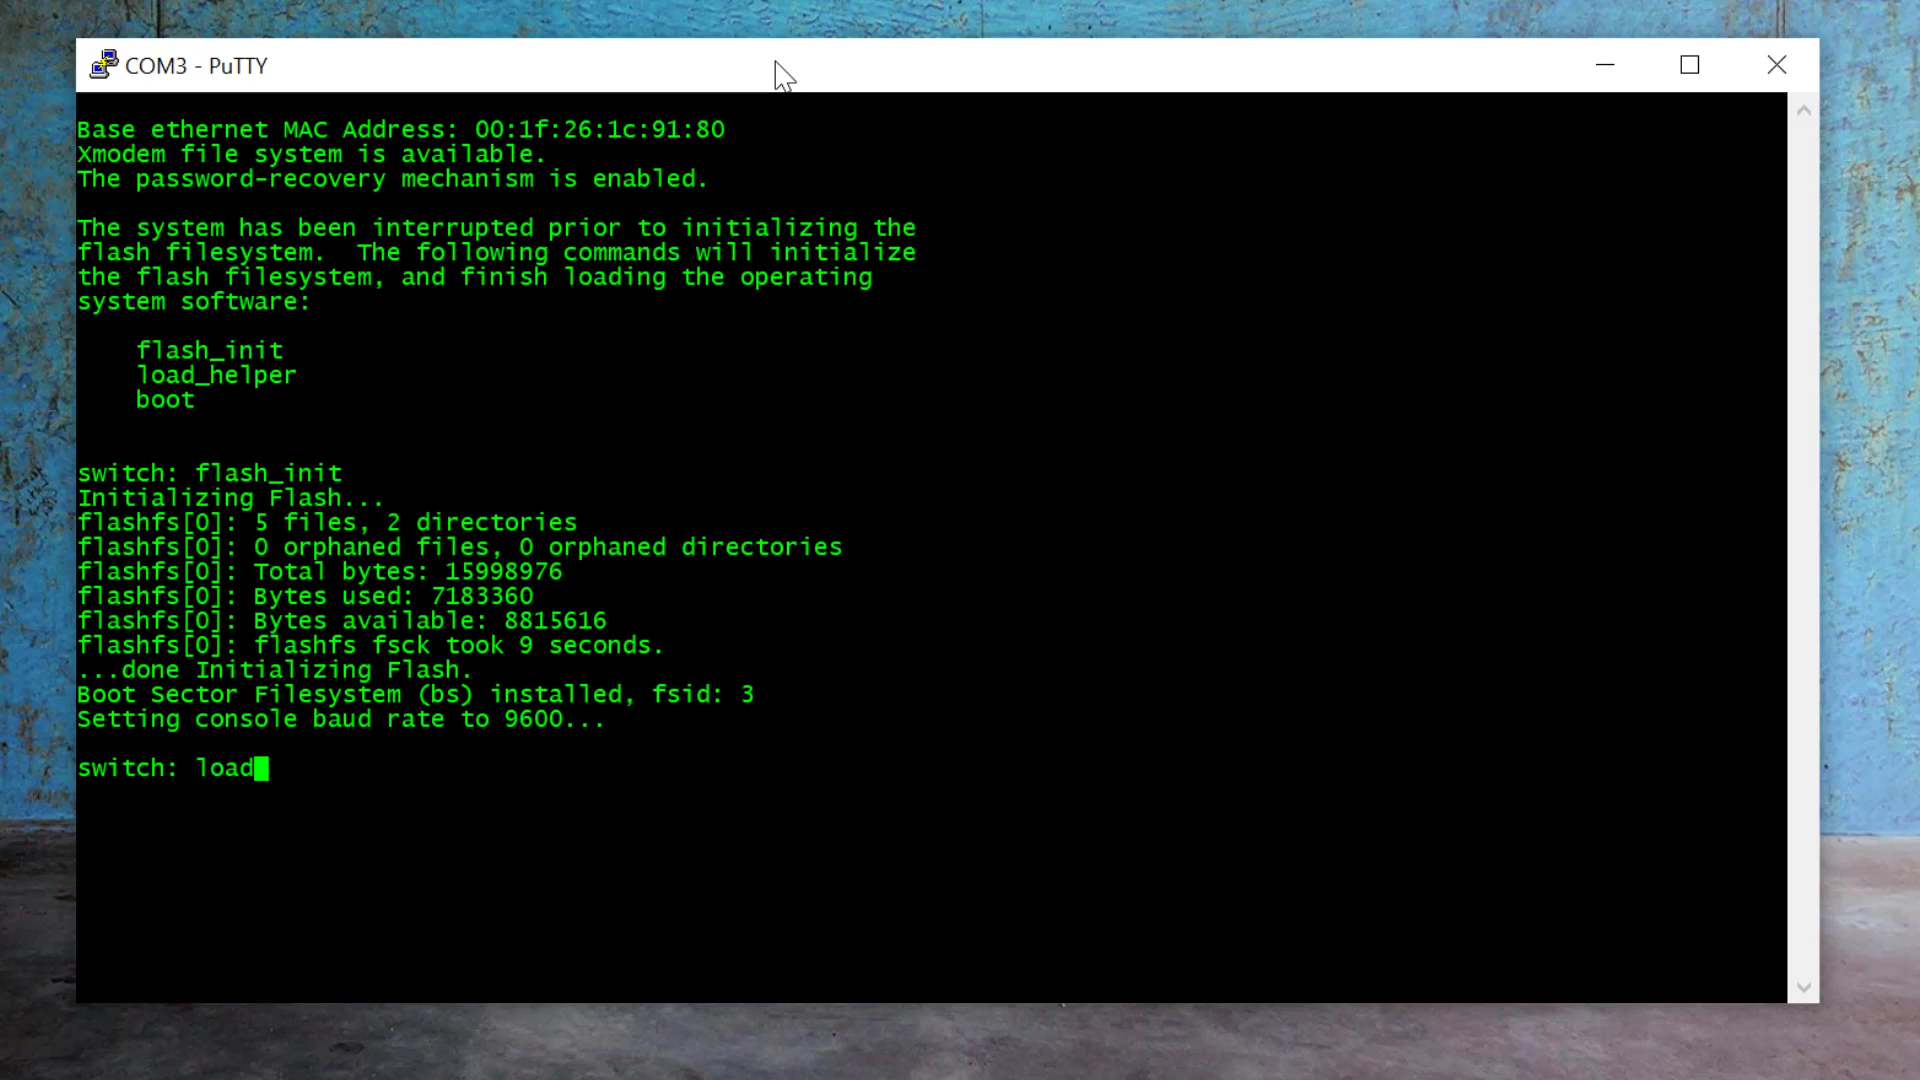 COM3 - PuTTY
Base ethernet MAC Address: 00:1f:26:1c:91:80
Xmodem file system is available.
The password-recovery mechanism is enabled.
The system has been interrupted prior to initializing the
flash filesystem.  The following commands will initialize
the flash filesystem, and finish loading the operating
system software:
flash_init
load_helper
boot
switch: flash_init
Initializing Flash...
flashfs[0]: 5 files, 2 directories
flashfs[0]: 0 orphaned files, 0 orphaned directories
flashfs[0]: Total bytes: 15998976
flashfs[0]: Bytes used: 7183360
flashfs[0]: Bytes available: 8815616
flashfs[0]: flashfs fsck took 9 seconds.
...done Initializing Flash.
Boot Sector Filesystem (bs) installed, fsid: 3
Setting console baud rate to 9600...
switch: load